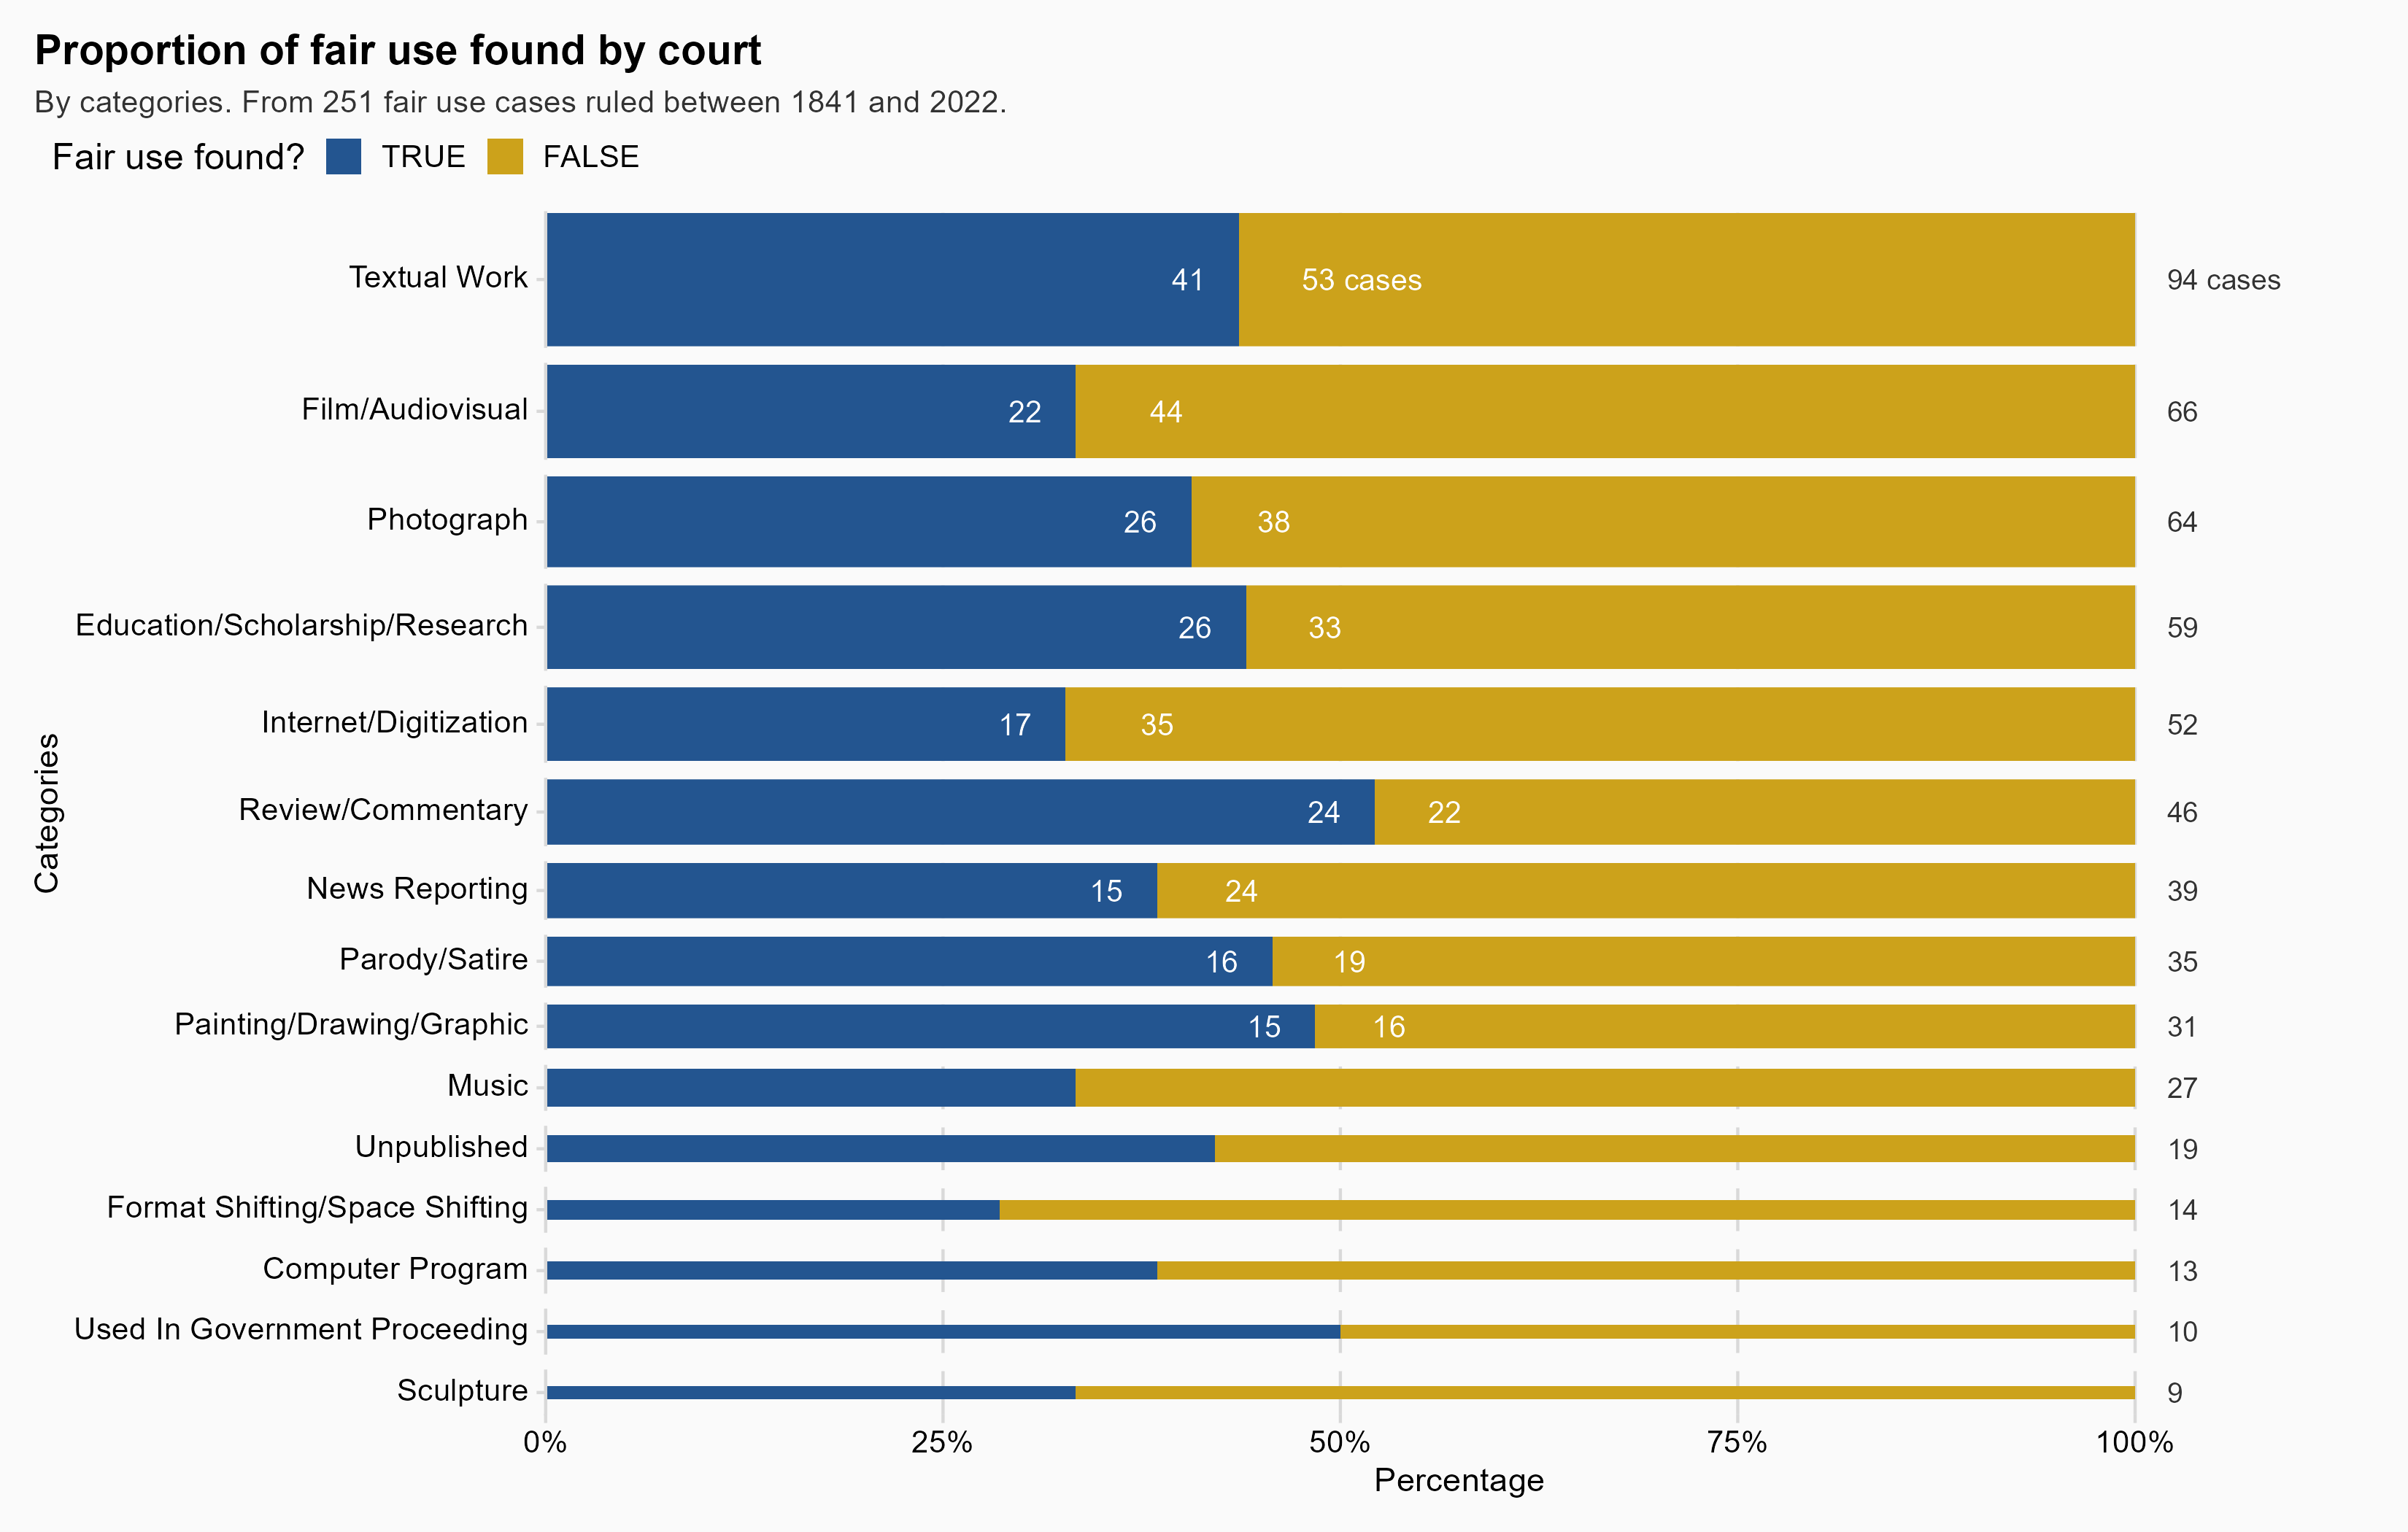 Proportion of fair use found by court
By categories. From 251 fair use cases ruled between 1841 and 2022.
Fair use found? TRUE FALSE
Textual Work 41 53 cases 94 cases
Film/Audiovisual 22 44 66
Photograph 26 38 64
Education/Scholarship/Research 26 33 59
Internet/Digitization 17 35 52
Review/Commentary 24 22 46
News Reporting 15 24 39
Parody/Satire 16 19 35
Painting/Drawing/Graphic 15 16 31
Music 27
Unpublished 19
Format Shifting/Space Shifting 14
Computer Program 13
Used In Government Proceeding 10
Sculpture 9
Categories
0% 25% 50% 75% 100%
Percentage